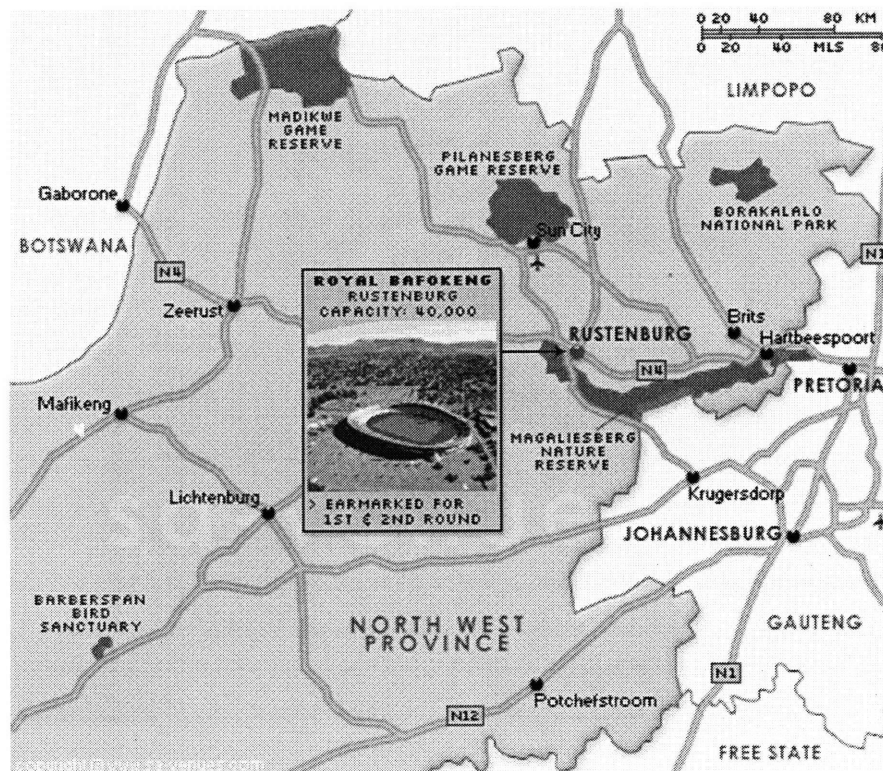 0 20 40 80 KM
0 20 40 80
MLS
LIMPOPO
MADIKWE
GAME
RESERVE
PILANESBERG
GAME RESERVE
Gaborone
BOTSWANA
BORAKALALO
NATIONAL PARK
Sun City
N1
N4
ROYAL BAFOKENG
RUSTENBURG
CAPACITY: 40,000
Zeerust
Brits
RUSTENBURG
Hartbeespoort
N4
PRETORIA
Mafikeng
MAGALIESBERG
NATURE
RESERVE
Lichtenburg
> EARMARKED FOR
1ST & 2ND ROUND
Krugersdorp
JOHANNESBURG
BARBERSPAN
BIRD
SANCTUARY
NORTH WEST
PROVINCE
GAUTENG
N1
Potchefstroom
N12
FREE STATE
copyright ©